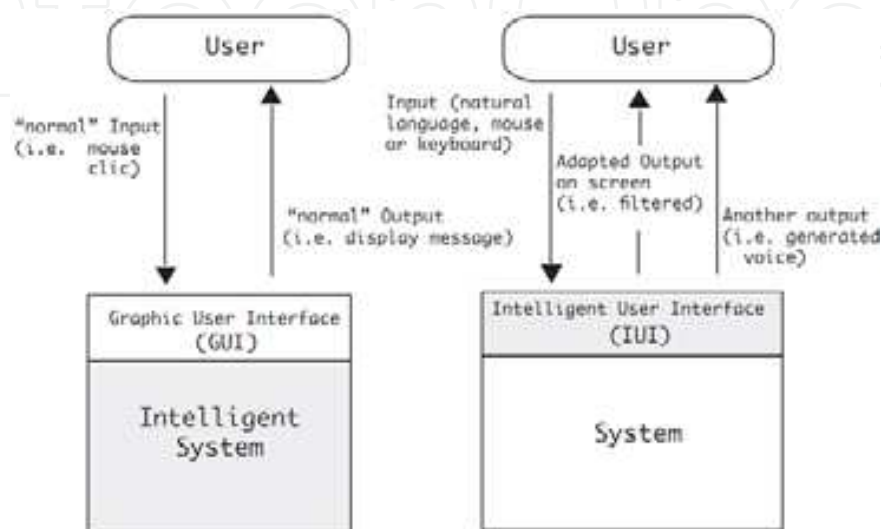 User
"normal" Input
(i.e. mouse
clic)
"normal" Output
(i.e. display message)
Graphic User Interface
(GUI)
Intelligent
System
User
Input (natural
language, mouse
or keyboard)
Adapted Output
on screen
(i.e. filtered)
Another output
(i.e. generated
voice)
Intelligent User Interface
(IUI)
System